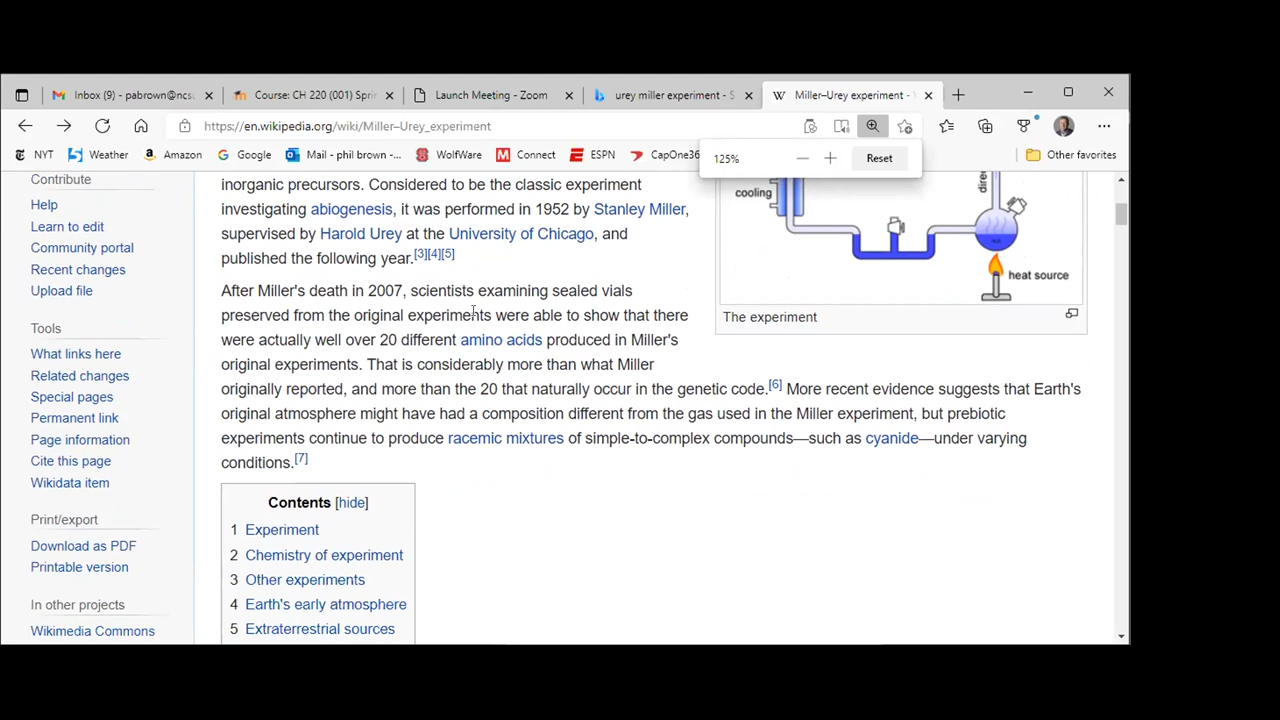 Inbox (9) - pabrown@ncs
Course: CH 220 (001) Spri
Launch Meeting - Zoom
urey miller experiment - S
Miller–Urey experiment -
https://en.wikipedia.org/wiki/Miller–Urey_experiment
NYT
Weather
Amazon
Google
Mail - phil brown -...
WolfWare
Connect
ESPN
CapOne36
125%
Reset
Other favorites
Contribute
Help
Learn to edit
Community portal
Recent changes
Upload file
Tools
What links here
Related changes
Special pages
Permanent link
Page information
Cite this page
Wikidata item
Print/export
Download as PDF
Printable version
In other projects
Wikimedia Commons
inorganic precursors. Considered to be the classic experiment
investigating abiogenesis, it was performed in 1952 by Stanley Miller,
supervised by Harold Urey at the University of Chicago, and
published the following year.[3][4][5]
After Miller's death in 2007, scientists examining sealed vials
preserved from the original experiments were able to show that there
were actually well over 20 different amino acids produced in Miller's
original experiments. That is considerably more than what Miller
originally reported, and more than the 20 that naturally occur in the genetic code.[6] More recent evidence suggests that Earth's
original atmosphere might have had a composition different from the gas used in the Miller experiment, but prebiotic
experiments continue to produce racemic mixtures of simple-to-complex compounds—such as cyanide—under varying
conditions.[7]
cooling
direc
heat source
The experiment
Contents [hide]
1 Experiment
2 Chemistry of experiment
3 Other experiments
4 Earth's early atmosphere
5 Extraterrestrial sources